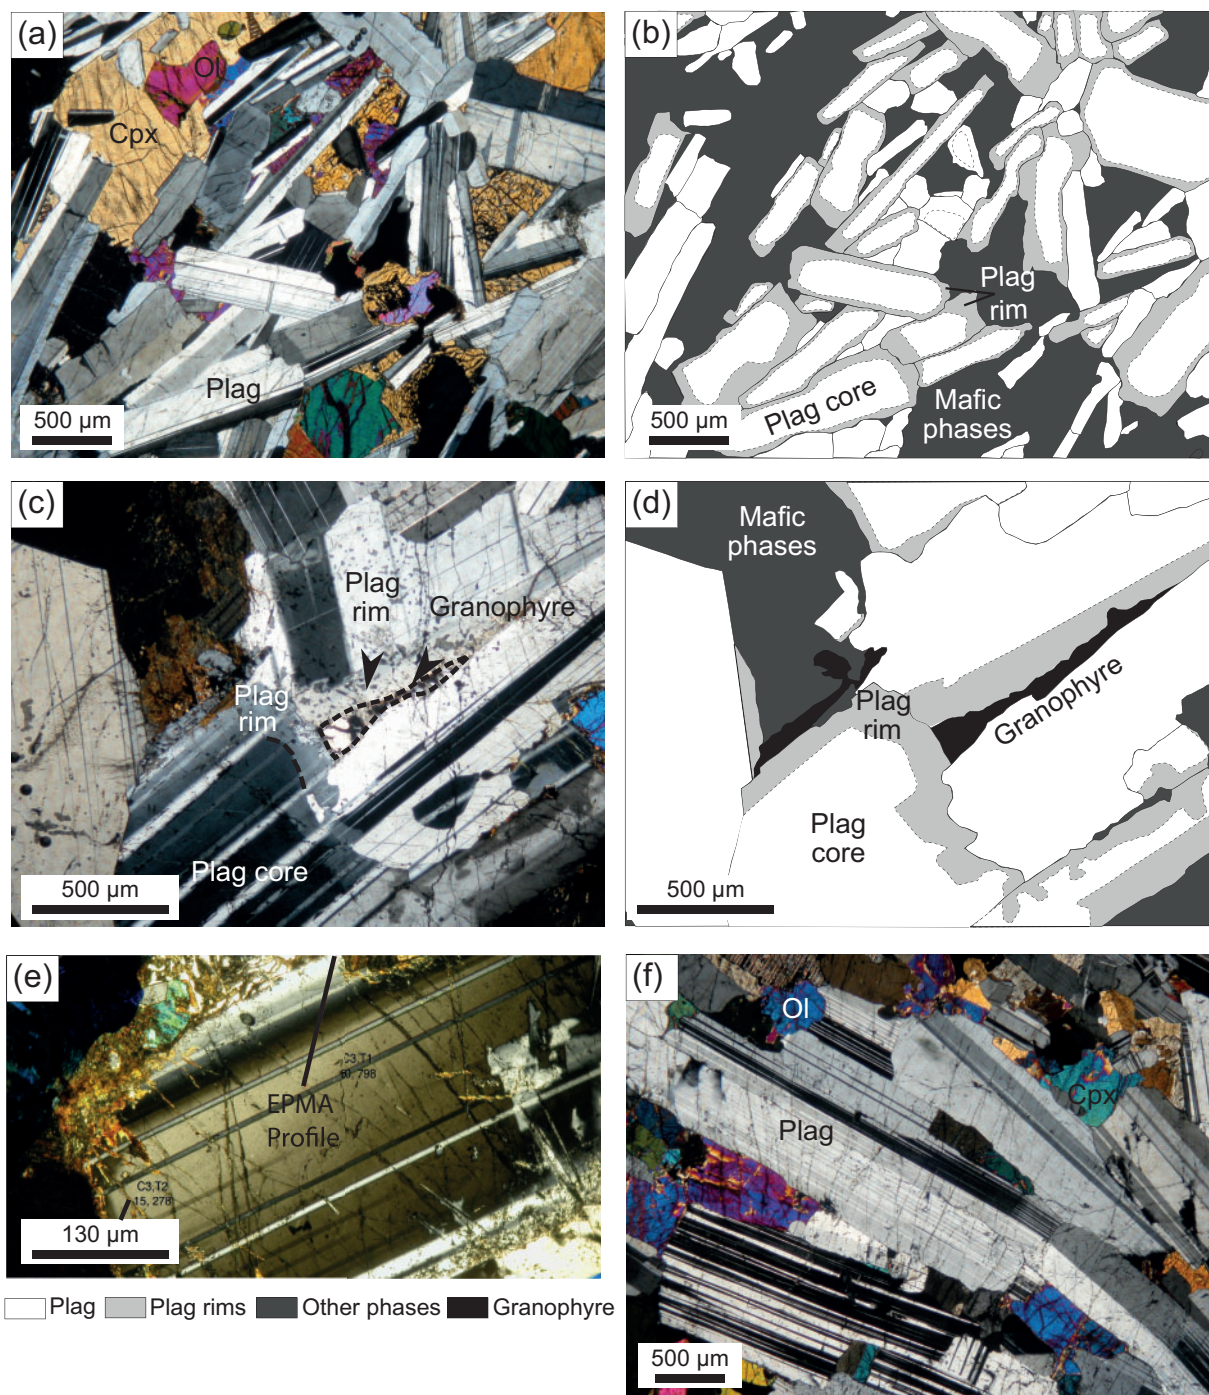 (a)
Ol
Cpx
Plag
500 µm
(b)
Plag
rim
Plag core
Mafic
phases
500 µm
(c)
Plag
rim
Granophyre
Plag
rim
Plag core
500 µm
(d)
Mafic
phases
Plag
rim
Granophyre
Plag
core
500 µm
(e)
C3,T1
EPMA
Profile
C3,T2
15, 278
130 µm
(f)
Ol
Cpx
Plag
500 µm
Plag
Plag rims
Other phases
Granophyre